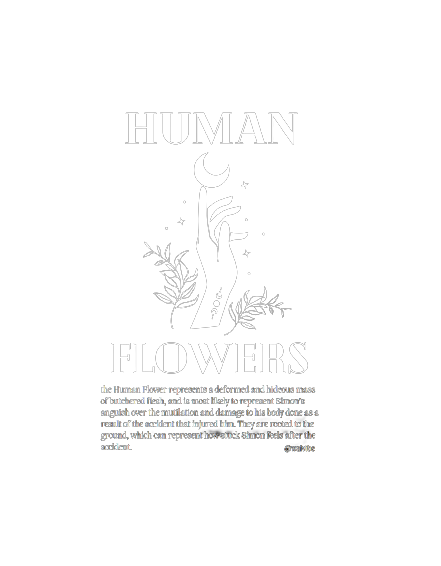 HUMAN
FLOWERS
the Human Flower represents a deformed and hideous mass
of butchered flesh, and is most likely to represent Simon's
anguish over the mutilation and damage to his body done as a
result of the accident that injured him. They are rooted to the
ground, which can represent how stuck Simon feels after the
accident.